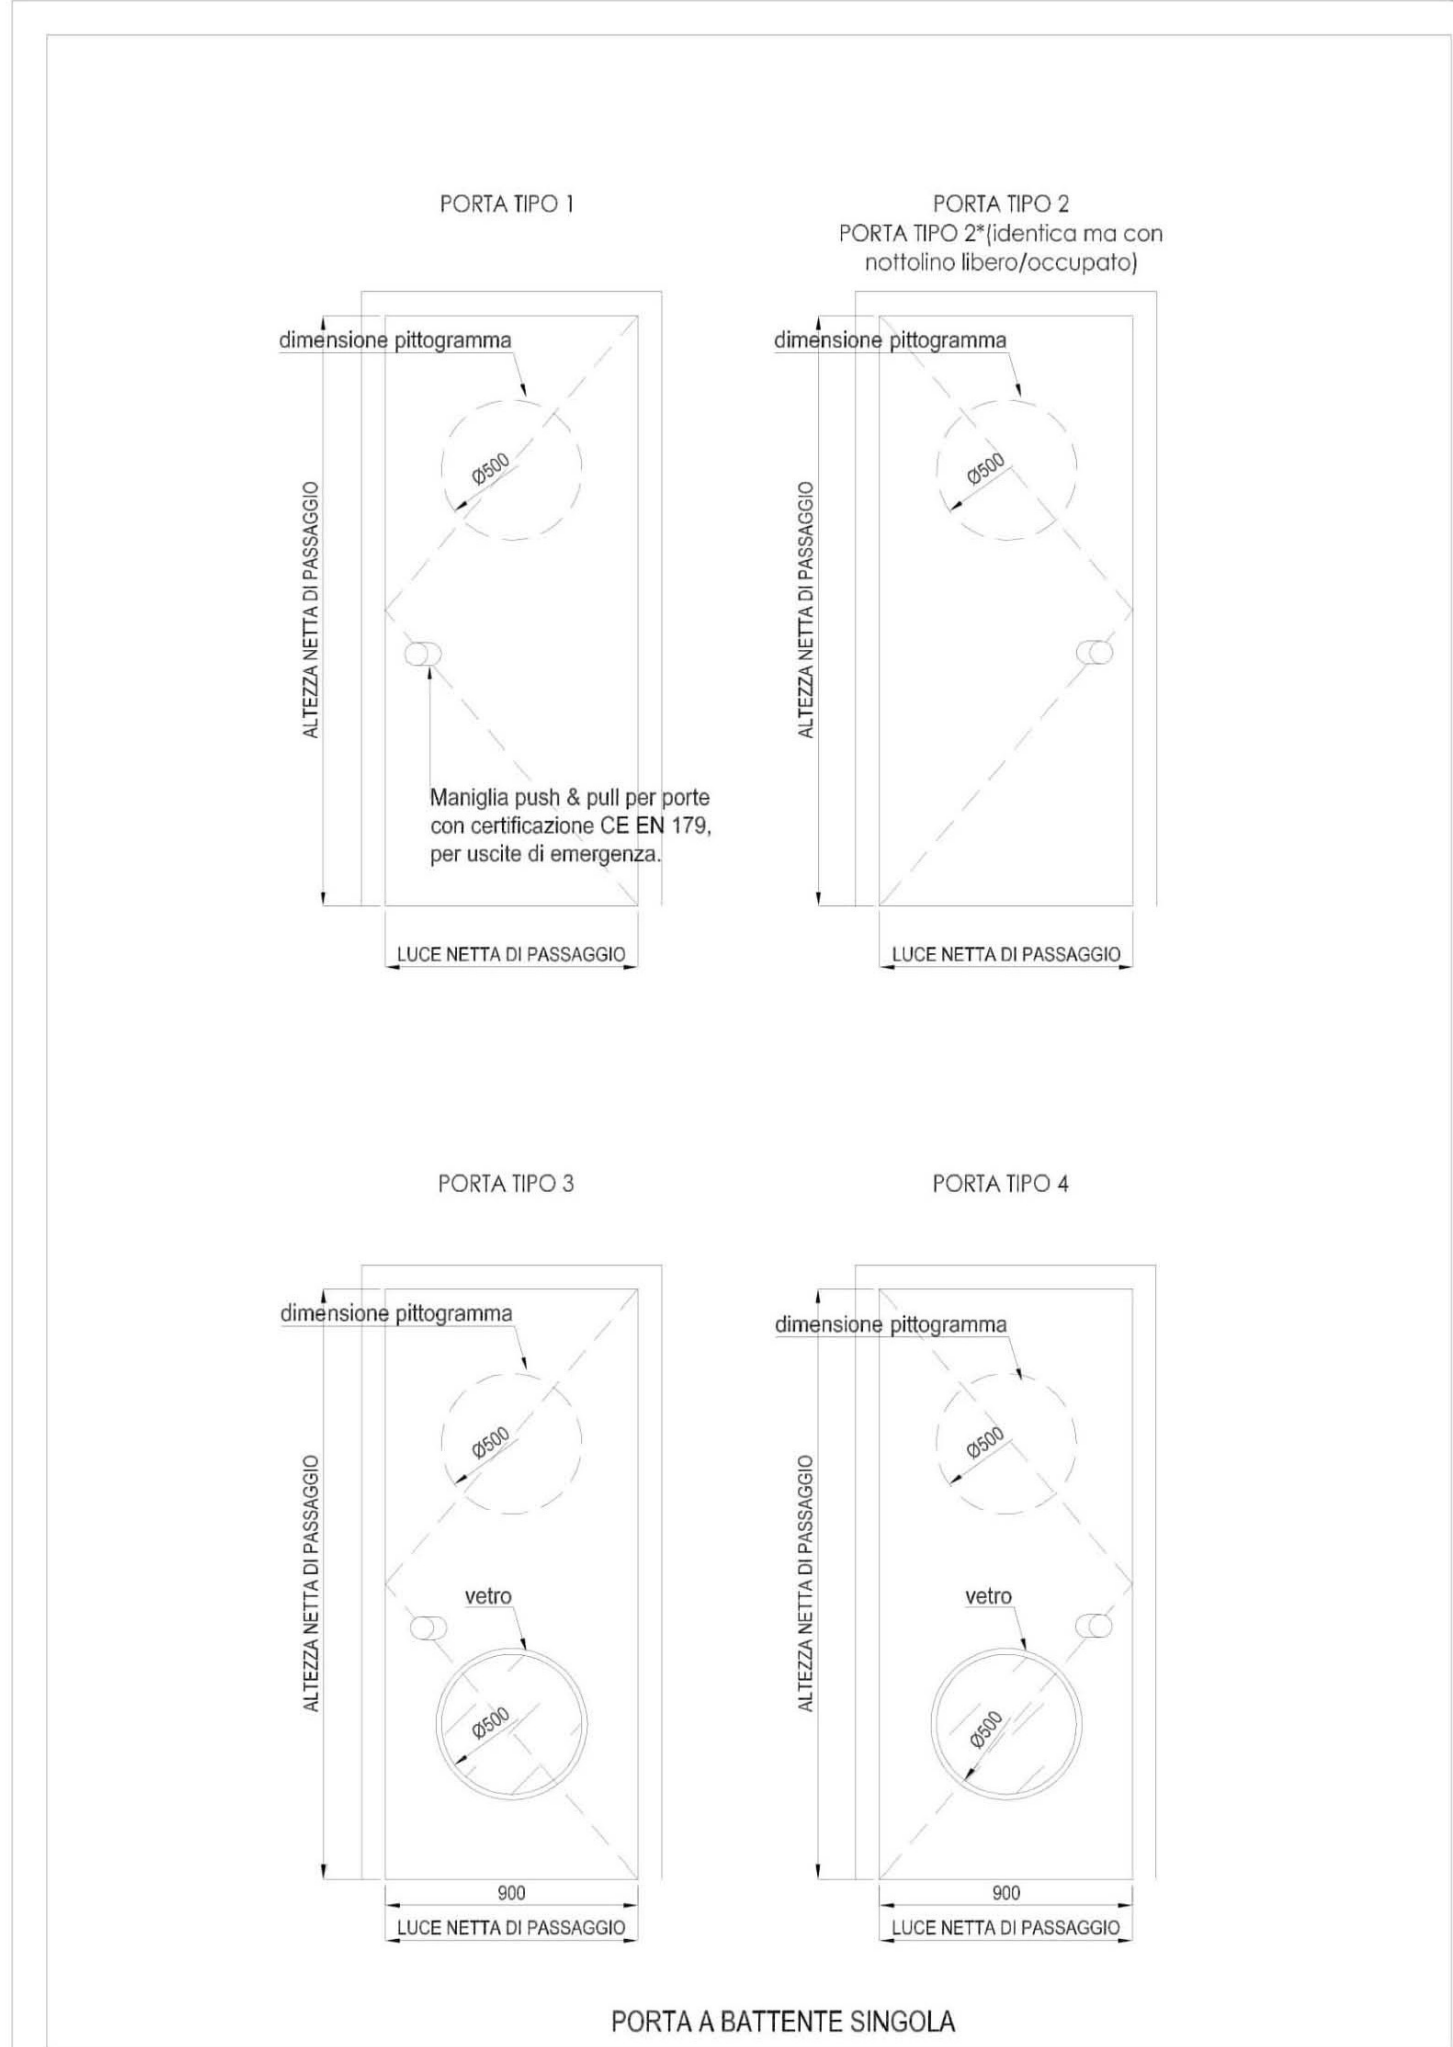 PORTA TIPO 1
PORTA TIPO 2
PORTA TIPO 2*(identica ma con
nottolino libero/occupato)
dimensione pittogramma
Ø500
ALTEZZA NETTA DI PASSAGGIO
Maniglia push & pull per porte
con certificazione CE EN 179,
per uscite di emergenza.
LUCE NETTA DI PASSAGGIO
dimensione pittogramma
Ø500
ALTEZZA NETTA DI PASSAGGIO
LUCE NETTA DI PASSAGGIO
PORTA TIPO 3
dimensione pittogramma
Ø500
ALTEZZA NETTA DI PASSAGGIO
vetro
Ø500
900
LUCE NETTA DI PASSAGGIO
PORTA TIPO 4
dimensione pittogramma
Ø500
ALTEZZA NETTA DI PASSAGGIO
vetro
Ø500
900
LUCE NETTA DI PASSAGGIO
PORTA A BATTENTE SINGOLA